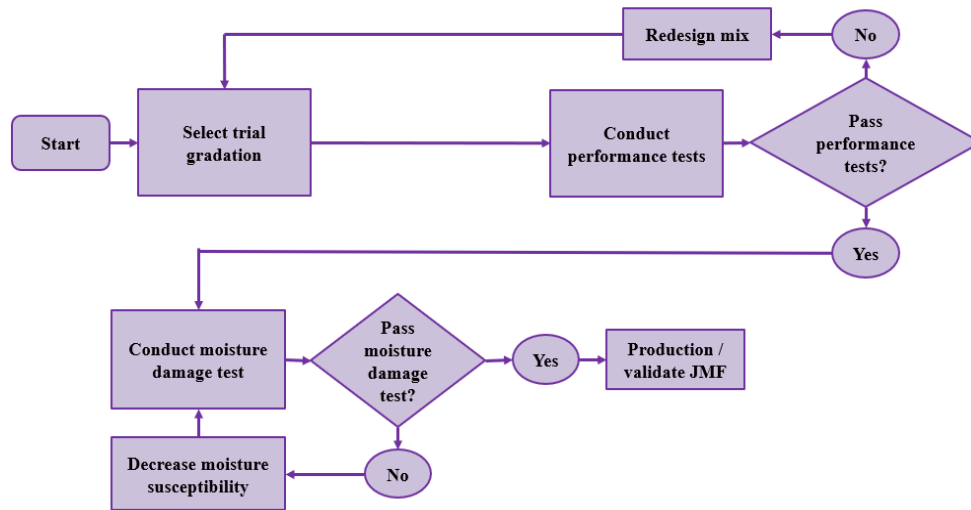 Redesign mix
No
Start
Select trial
gradation
Conduct
performance tests
Pass
performance
tests?
Yes
Conduct moisture
damage test
Pass
moisture
damage
test?
Yes
Production /
validate JMF
Decrease moisture
susceptibility
No